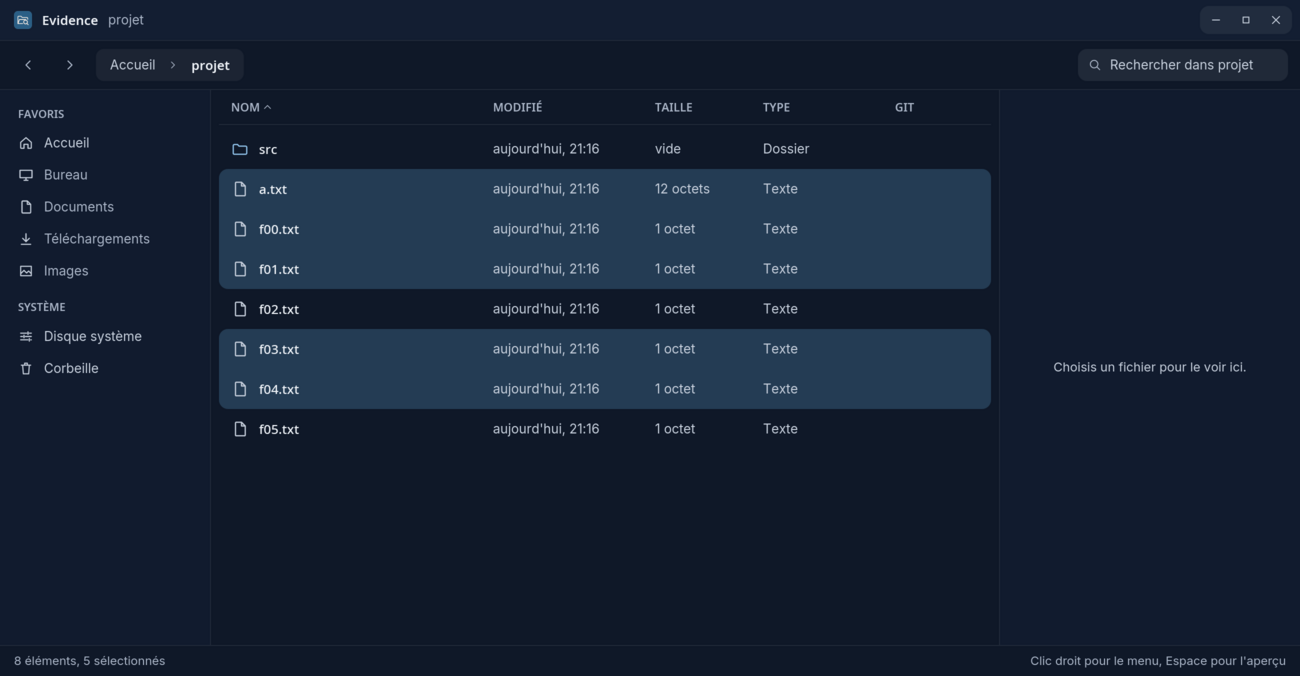 Evidence projet
Accueil projet
Rechercher dans projet
FAVORIS
Accueil
Bureau
Documents
Téléchargements
Images
SYSTÈME
Disque système
Corbeille
NOM MODIFIÉ TAILLE TYPE GIT
src aujourd'hui, 21:16 vide Dossier
a.txt aujourd'hui, 21:16 12 octets Texte
f00.txt aujourd'hui, 21:16 1 octet Texte
f01.txt aujourd'hui, 21:16 1 octet Texte
f02.txt aujourd'hui, 21:16 1 octet Texte
f03.txt aujourd'hui, 21:16 1 octet Texte
f04.txt aujourd'hui, 21:16 1 octet Texte
f05.txt aujourd'hui, 21:16 1 octet Texte
Choisis un fichier pour le voir ici.
8 éléments, 5 sélectionnés
Clic droit pour le menu, Espace pour l'aperçu